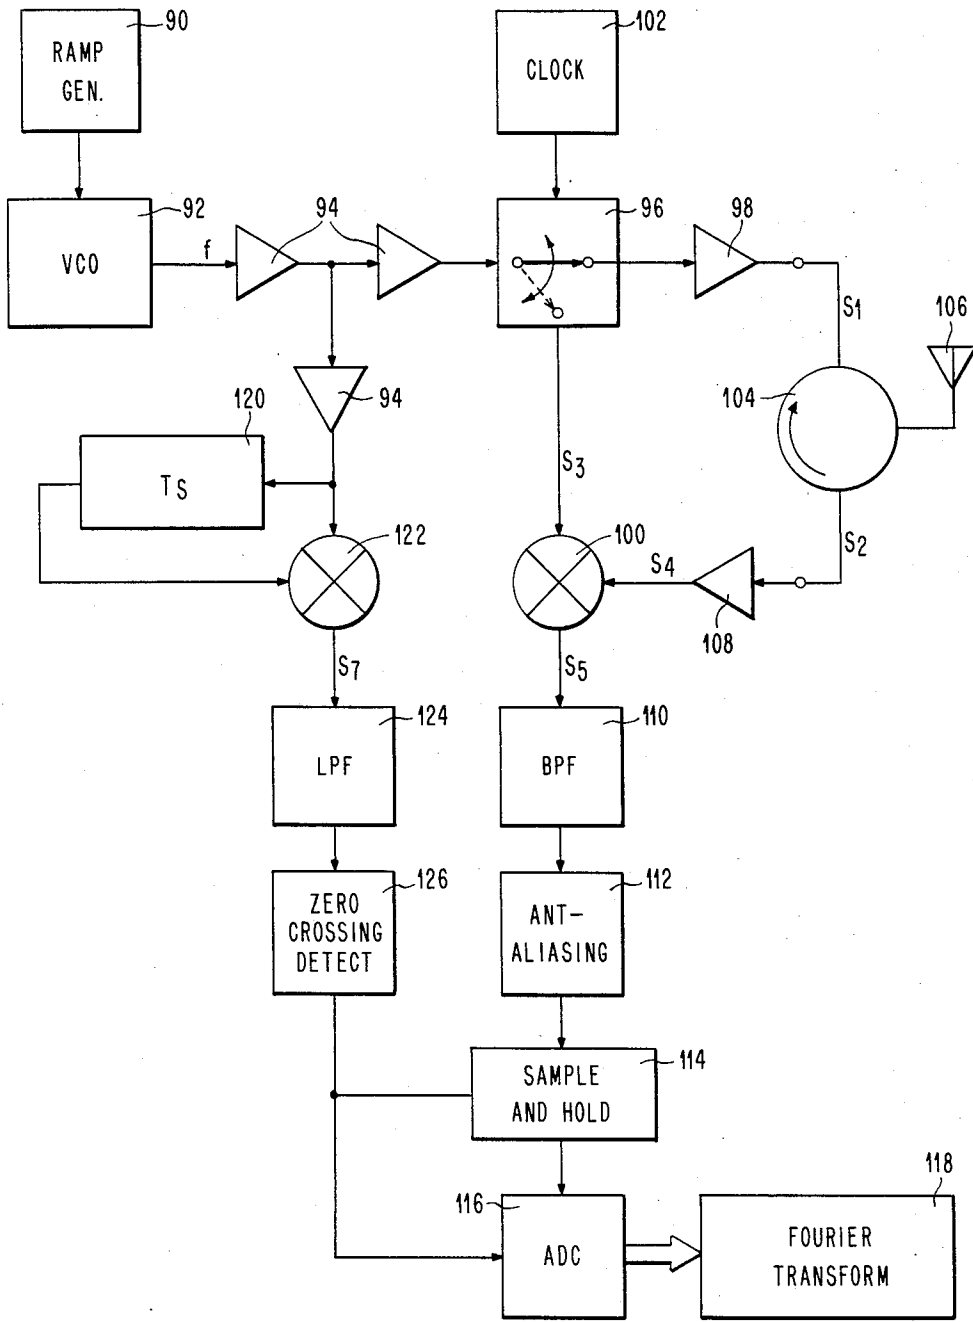 90
RAMP
GEN.
102
CLOCK
92
VCO
f
94
96
98
S1
106
104
94
120
TS
S3
122
100
S4
S2
108
S7
S5
124
LPF
110
BPF
126
ZERO
CROSSING
DETECT
112
ANT-
ALIASING
114
SAMPLE
AND HOLD
116
ADC
118
FOURIER
TRANSFORM